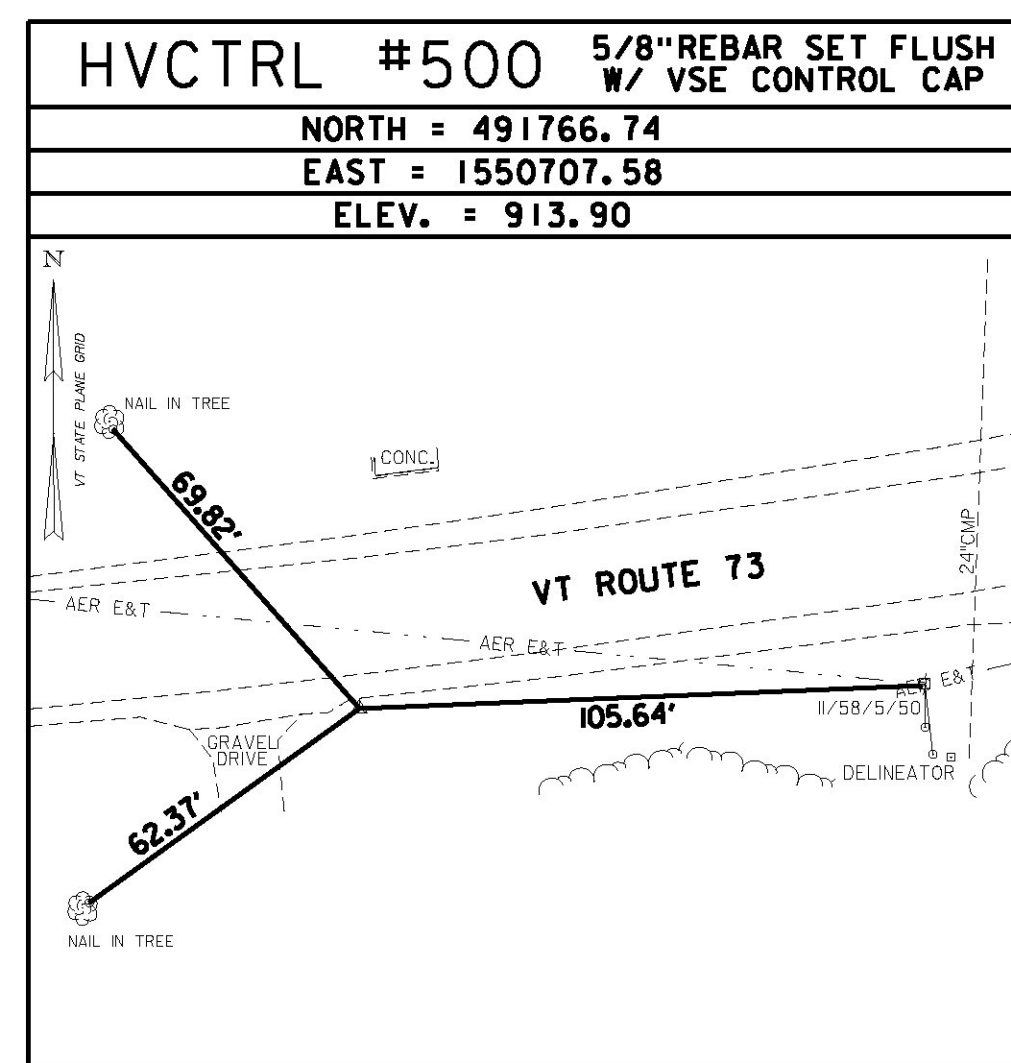 HVCTRL #500 5/8"REBAR SET FLUSH
W/ VSE CONTROL CAP
NORTH = 491766.74
EAST = 1550707.58
ELEV. = 913.90
N
VT STATE PLANE GRID
NAIL IN TREE
CONC.
69.82'
24"CMP
VT ROUTE 73
AER E&T
AER E&T
AER E&T
11/58/5/50
105.64'
GRAVEL
DRIVE
DELINEATOR
62.37'
NAIL IN TREE